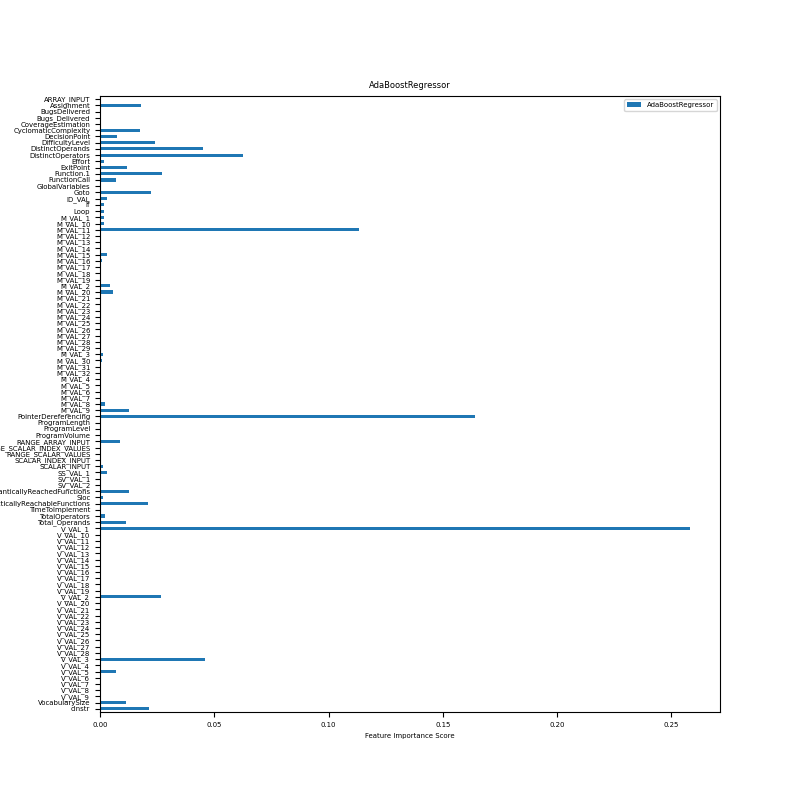 AdaBoostRegressor
AdaBoostRegressor
ARRAY_INPUT
Assignment
BugsDelivered
Bugs_Delivered
CoverageEstimation
CyclomaticComplexity
DecisionPoint
DifficultyLevel
DistinctOperands
DistinctOperators
Effort
ExitPoint
Function.1
FunctionCall
GlobalVariables
Goto
ID_VAL
If
Loop
M_VAL_1
M_VAL_10
M_VAL_11
M_VAL_12
M_VAL_13
M_VAL_14
M_VAL_15
M_VAL_16
M_VAL_17
M_VAL_18
M_VAL_19
M_VAL_2
M_VAL_20
M_VAL_21
M_VAL_22
M_VAL_23
M_VAL_24
M_VAL_25
M_VAL_26
M_VAL_27
M_VAL_28
M_VAL_29
M_VAL_3
M_VAL_30
M_VAL_31
M_VAL_32
M_VAL_4
M_VAL_5
M_VAL_6
M_VAL_7
M_VAL_8
M_VAL_9
PointerDereferencing
ProgramLength
ProgramLevel
ProgramVolume
RANGE_ARRAY_INPUT
E_SCALAR_INDEX_VALUES
RANGE_SCALAR_VALUES
SCALAR_INDEX_INPUT
SCALAR_INPUT
SS_VAL_1
SV_VAL_1
SV_VAL_2
anticallyReachedFunctions
Sloc
ticallyReachableFunctions
TimeToImplement
TotalOperators
Total_Operands
V_VAL_1
V_VAL_10
V_VAL_11
V_VAL_12
V_VAL_13
V_VAL_14
V_VAL_15
V_VAL_16
V_VAL_17
V_VAL_18
V_VAL_19
V_VAL_2
V_VAL_20
V_VAL_21
V_VAL_22
V_VAL_23
V_VAL_24
V_VAL_25
V_VAL_26
V_VAL_27
V_VAL_28
V_VAL_3
V_VAL_4
V_VAL_5
V_VAL_6
V_VAL_7
V_VAL_8
V_VAL_9
VocabularySize
cinstr
0.00 0.05 0.10 0.15 0.20 0.25
Feature Importance Score